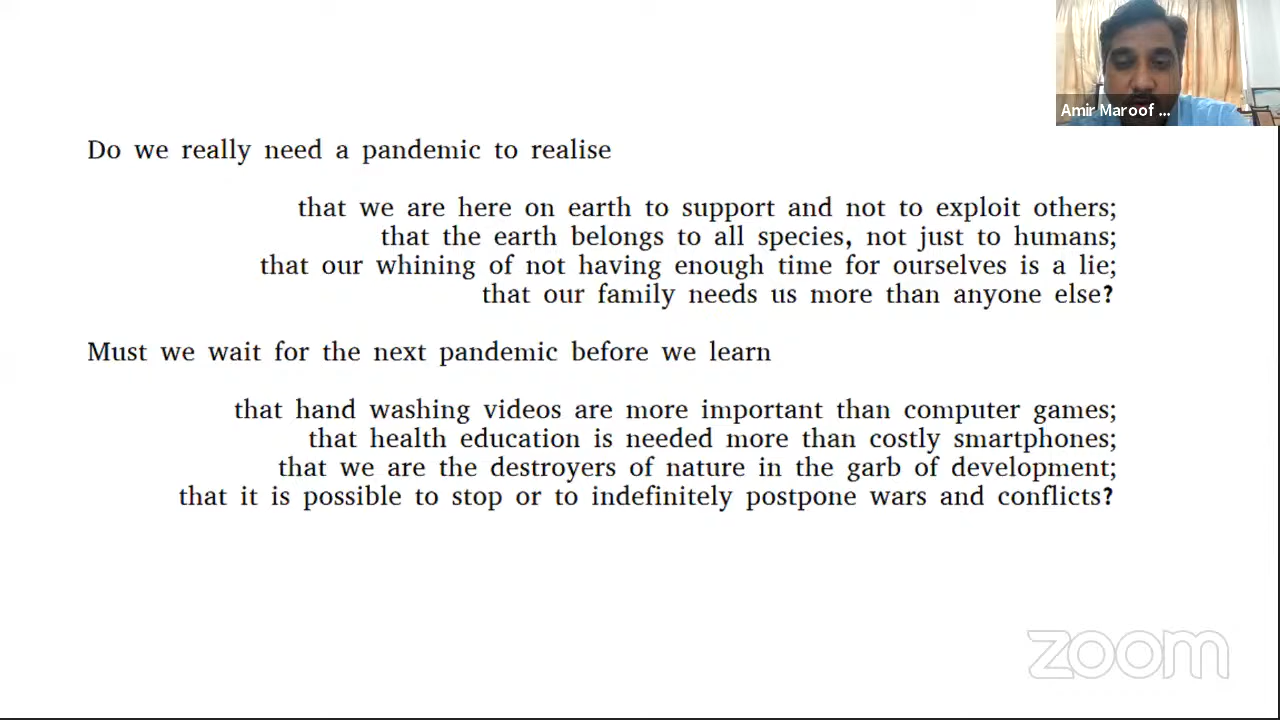 Amir Maroof ...
Do we really need a pandemic to realise
that we are here on earth to support and not to exploit others;
that the earth belongs to all species, not just to humans;
that our whining of not having enough time for ourselves is a lie;
that our family needs us more than anyone else?
Must we wait for the next pandemic before we learn
that hand washing videos are more important than computer games;
that health education is needed more than costly smartphones;
that we are the destroyers of nature in the garb of development;
that it is possible to stop or to indefinitely postpone wars and conflicts?
zoom